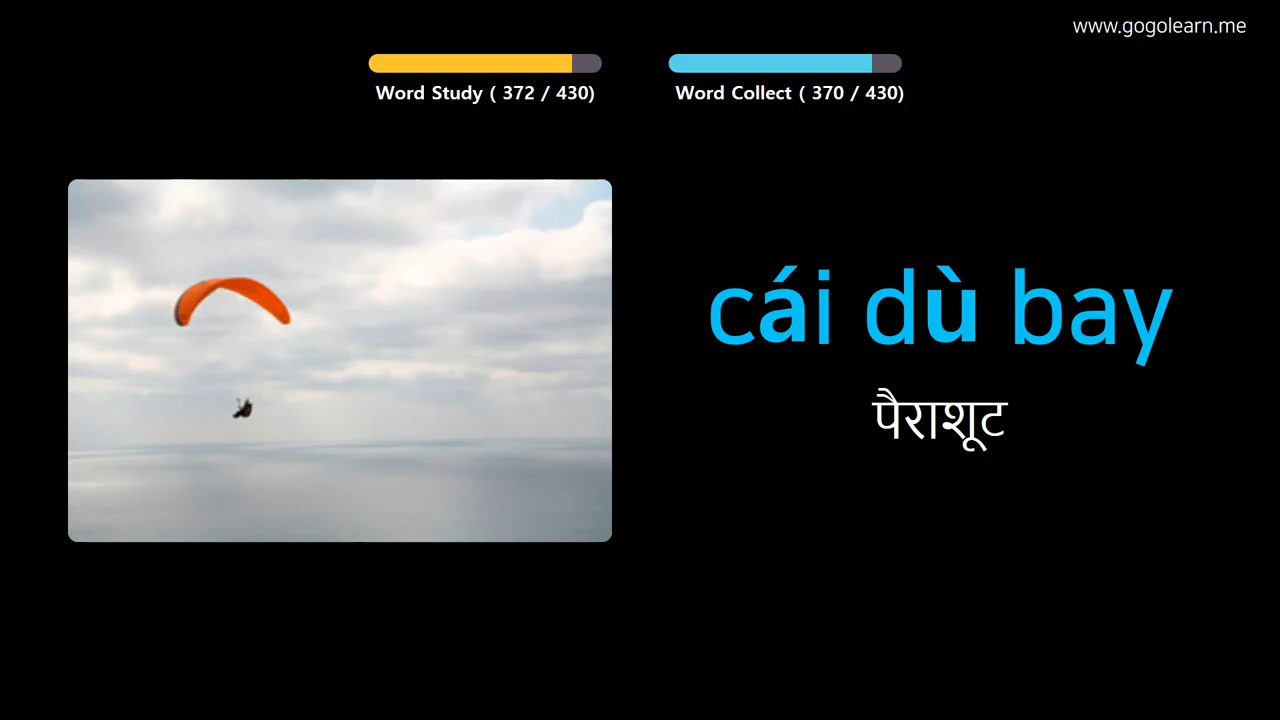 www.gogolearn.me
Word Study ( 372 / 430)
Word Collect ( 370 / 430)
cái dù bay
पैराशूट